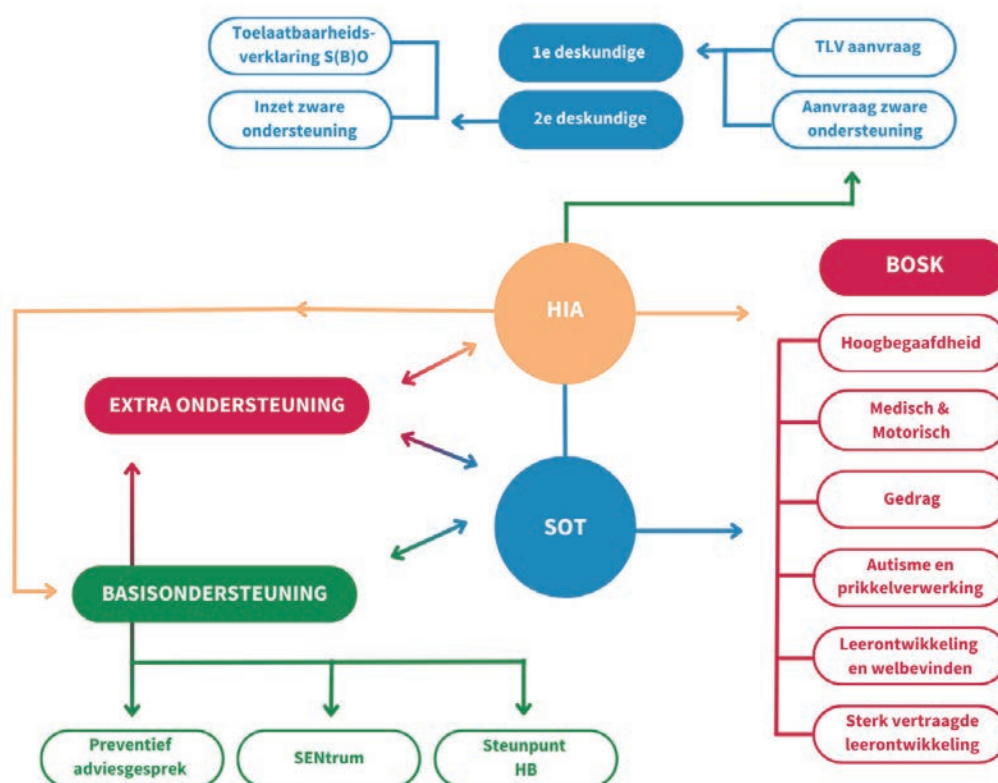 Toelaatbaarheids-
verklaring S(B)O
1e deskundige
TLV aanvraag
Inzet zware
ondersteuning
2e deskundige
Aanvraag zware
ondersteuning
HIA
BOSK
Hoogbegaafdheid
EXTRA ONDERSTEUNING
Medisch &
Motorisch
SOT
Gedrag
BASISONDERSTEUNING
Autisme en
prikkelverwerking
Leerontwikkeling
en welbevinden
Sterk vertraagde
leerontwikkeling
Preventief
adviesgesprek
SENtrum
Steunpunt
HB